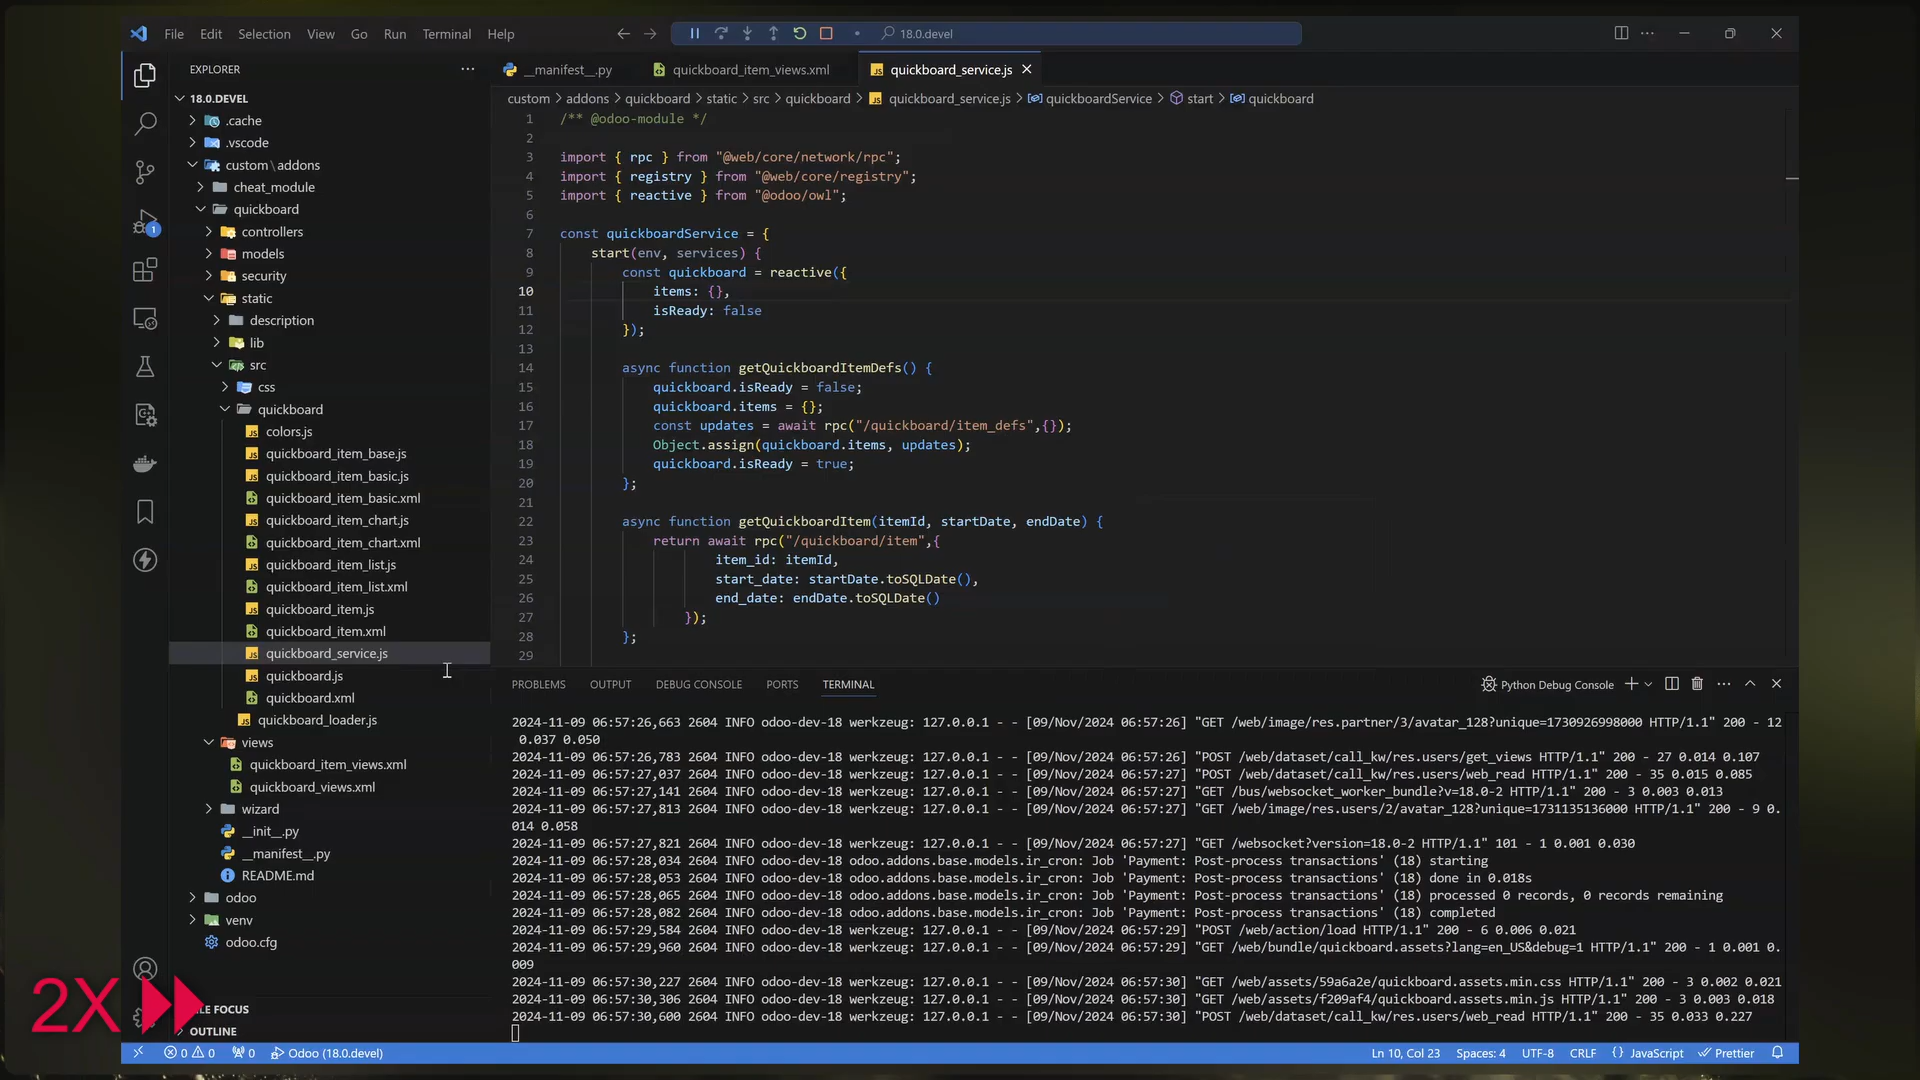 File Edit Selection View Go Run Terminal Help
18.0.devel
EXPLORER
18.0.DEVEL
.cache
.vscode
custom\addons
cheat_module
quickboard
controllers
models
security
static
description
lib
src
css
quickboard
colors.js
quickboard_item_base.js
quickboard_item_basic.js
quickboard_item_basic.xml
quickboard_item_chart.js
quickboard_item_chart.xml
quickboard_item_list.js
quickboard_item_list.xml
quickboard_item.js
quickboard_item.xml
quickboard_service.js
quickboard.js
quickboard.xml
quickboard_loader.js
views
quickboard_item_views.xml
quickboard_views.xml
wizard
__init__.py
__manifest__.py
README.md
odoo
venv
odoo.cfg
LE FOCUS
OUTLINE
1
2X
__manifest__.py quickboard_item_views.xml quickboard_service.js
custom > addons > quickboard > static > src > quickboard > quickboard_service.js > quickboardService > start > quickboard
1 /** @odoo-module */
2
3 import { rpc } from "@web/core/network/rpc";
4 import { registry } from "@web/core/registry";
5 import { reactive } from "@odoo/owl";
6
7 const quickboardService = {
8 start(env, services) {
9 const quickboard = reactive({
10 items: {},
11 isReady: false
12 });
13
14 async function getQuickboardItemDefs() {
15 quickboard.isReady = false;
16 quickboard.items = {};
17 const updates = await rpc("/quickboard/item_defs",{});
18 Object.assign(quickboard.items, updates);
19 quickboard.isReady = true;
20 };
21
22 async function getQuickboardItem(itemId, startDate, endDate) {
23 return await rpc("/quickboard/item",{
24 item_id: itemId,
25 start_date: startDate.toSQLDate(),
26 end_date: endDate.toSQLDate()
27 });
28 };
29
PROBLEMS OUTPUT DEBUG CONSOLE PORTS TERMINAL
Python Debug Console
2024-11-09 06:57:26,663 2604 INFO odoo-dev-18 werkzeug: 127.0.0.1 - - [09/Nov/2024 06:57:26] "GET /web/image/res.partner/3/avatar_128?unique=1730926998000 HTTP/1.1" 200 - 12
0.037 0.050
2024-11-09 06:57:26,783 2604 INFO odoo-dev-18 werkzeug: 127.0.0.1 - - [09/Nov/2024 06:57:26] "POST /web/dataset/call_kw/res.users/get_views HTTP/1.1" 200 - 27 0.014 0.107
2024-11-09 06:57:27,037 2604 INFO odoo-dev-18 werkzeug: 127.0.0.1 - - [09/Nov/2024 06:57:27] "POST /web/dataset/call_kw/res.users/web_read HTTP/1.1" 200 - 35 0.015 0.085
2024-11-09 06:57:27,141 2604 INFO odoo-dev-18 werkzeug: 127.0.0.1 - - [09/Nov/2024 06:57:27] "GET /bus/websocket_worker_bundle?v=18.0-2 HTTP/1.1" 200 - 3 0.003 0.013
2024-11-09 06:57:27,813 2604 INFO odoo-dev-18 werkzeug: 127.0.0.1 - - [09/Nov/2024 06:57:27] "GET /web/image/res.users/2/avatar_128?unique=1731135136000 HTTP/1.1" 200 - 9 0.
014 0.058
2024-11-09 06:57:27,821 2604 INFO odoo-dev-18 werkzeug: 127.0.0.1 - - [09/Nov/2024 06:57:27] "GET /websocket?version=18.0-2 HTTP/1.1" 101 - 1 0.001 0.030
2024-11-09 06:57:28,034 2604 INFO odoo-dev-18 odoo.addons.base.models.ir_cron: Job 'Payment: Post-process transactions' (18) starting
2024-11-09 06:57:28,053 2604 INFO odoo-dev-18 odoo.addons.base.models.ir_cron: Job 'Payment: Post-process transactions' (18) done in 0.018s
2024-11-09 06:57:28,065 2604 INFO odoo-dev-18 odoo.addons.base.models.ir_cron: Job 'Payment: Post-process transactions' (18) processed 0 records, 0 records remaining
2024-11-09 06:57:28,082 2604 INFO odoo-dev-18 odoo.addons.base.models.ir_cron: Job 'Payment: Post-process transactions' (18) completed
2024-11-09 06:57:29,584 2604 INFO odoo-dev-18 werkzeug: 127.0.0.1 - - [09/Nov/2024 06:57:29] "POST /web/action/load HTTP/1.1" 200 - 6 0.006 0.021
2024-11-09 06:57:29,960 2604 INFO odoo-dev-18 werkzeug: 127.0.0.1 - - [09/Nov/2024 06:57:29] "GET /web/bundle/quickboard.assets?lang=en_US&debug=1 HTTP/1.1" 200 - 1 0.001 0.
009
2024-11-09 06:57:30,227 2604 INFO odoo-dev-18 werkzeug: 127.0.0.1 - - [09/Nov/2024 06:57:30] "GET /web/assets/59a6a2e/quickboard.assets.min.css HTTP/1.1" 200 - 3 0.002 0.021
2024-11-09 06:57:30,306 2604 INFO odoo-dev-18 werkzeug: 127.0.0.1 - - [09/Nov/2024 06:57:30] "GET /web/assets/f209af4/quickboard.assets.min.js HTTP/1.1" 200 - 3 0.003 0.018
2024-11-09 06:57:30,600 2604 INFO odoo-dev-18 werkzeug: 127.0.0.1 - - [09/Nov/2024 06:57:30] "POST /web/dataset/call_kw/res.users/web_read HTTP/1.1" 200 - 35 0.033 0.227
0 0 0 Odoo (18.0.devel) Ln 10, Col 23 Spaces: 4 UTF-8 CRLF {} JavaScript Prettier